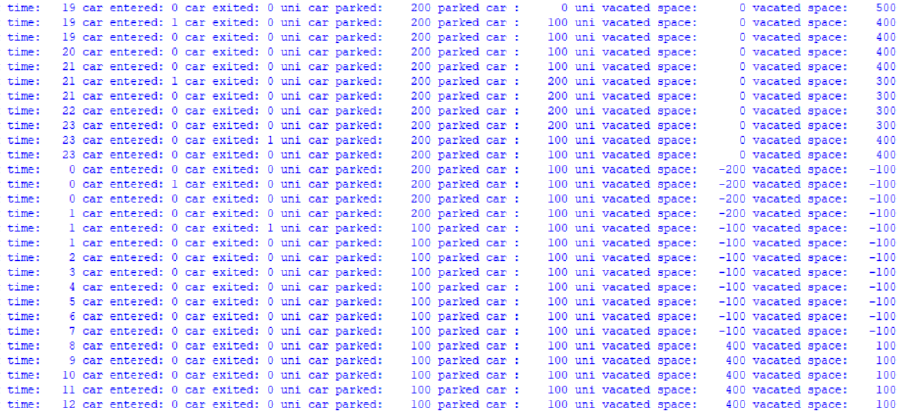 time: 19 car entered: 0 car exited: 0 uni car parked: 200 parked car : 0 uni vacated space: 0 vacated space: 500
time: 19 car entered: 1 car exited: 0 uni car parked: 200 parked car : 100 uni vacated space: 0 vacated space: 400
time: 19 car entered: 0 car exited: 0 uni car parked: 200 parked car : 100 uni vacated space: 0 vacated space: 400
time: 20 car entered: 0 car exited: 0 uni car parked: 200 parked car : 100 uni vacated space: 0 vacated space: 400
time: 21 car entered: 0 car exited: 0 uni car parked: 200 parked car : 100 uni vacated space: 0 vacated space: 400
time: 21 car entered: 1 car exited: 0 uni car parked: 200 parked car : 200 uni vacated space: 0 vacated space: 300
time: 21 car entered: 0 car exited: 0 uni car parked: 200 parked car : 200 uni vacated space: 0 vacated space: 300
time: 22 car entered: 0 car exited: 0 uni car parked: 200 parked car : 200 uni vacated space: 0 vacated space: 300
time: 23 car entered: 0 car exited: 0 uni car parked: 200 parked car : 200 uni vacated space: 0 vacated space: 300
time: 23 car entered: 0 car exited: 1 uni car parked: 200 parked car : 100 uni vacated space: 0 vacated space: 400
time: 23 car entered: 0 car exited: 0 uni car parked: 200 parked car : 100 uni vacated space: 0 vacated space: 400
time: 0 car entered: 0 car exited: 0 uni car parked: 200 parked car : 100 uni vacated space: -200 vacated space: -100
time: 0 car entered: 1 car exited: 0 uni car parked: 200 parked car : 100 uni vacated space: -200 vacated space: -100
time: 0 car entered: 0 car exited: 0 uni car parked: 200 parked car : 100 uni vacated space: -200 vacated space: -100
time: 1 car entered: 0 car exited: 0 uni car parked: 200 parked car : 100 uni vacated space: -200 vacated space: -100
time: 1 car entered: 0 car exited: 1 uni car parked: 100 parked car : 100 uni vacated space: -100 vacated space: -100
time: 1 car entered: 0 car exited: 0 uni car parked: 100 parked car : 100 uni vacated space: -100 vacated space: -100
time: 2 car entered: 0 car exited: 0 uni car parked: 100 parked car : 100 uni vacated space: -100 vacated space: -100
time: 3 car entered: 0 car exited: 0 uni car parked: 100 parked car : 100 uni vacated space: -100 vacated space: -100
time: 4 car entered: 0 car exited: 0 uni car parked: 100 parked car : 100 uni vacated space: -100 vacated space: -100
time: 5 car entered: 0 car exited: 0 uni car parked: 100 parked car : 100 uni vacated space: -100 vacated space: -100
time: 6 car entered: 0 car exited: 0 uni car parked: 100 parked car : 100 uni vacated space: -100 vacated space: -100
time: 7 car entered: 0 car exited: 0 uni car parked: 100 parked car : 100 uni vacated space: -100 vacated space: -100
time: 8 car entered: 0 car exited: 0 uni car parked: 100 parked car : 100 uni vacated space: 400 vacated space: 100
time: 9 car entered: 0 car exited: 0 uni car parked: 100 parked car : 100 uni vacated space: 400 vacated space: 100
time: 10 car entered: 0 car exited: 0 uni car parked: 100 parked car : 100 uni vacated space: 400 vacated space: 100
time: 11 car entered: 0 car exited: 0 uni car parked: 100 parked car : 100 uni vacated space: 400 vacated space: 100
time: 12 car entered: 0 car exited: 0 uni car parked: 100 parked car : 100 uni vacated space: 400 vacated space: 100